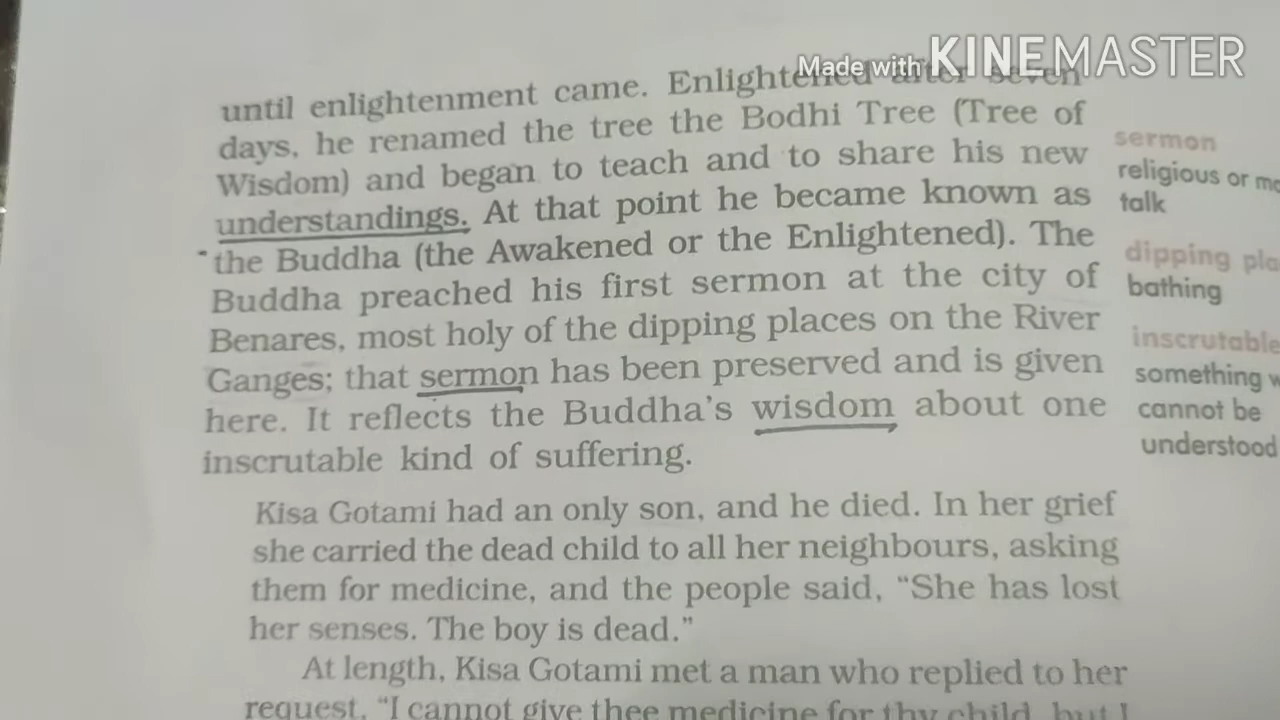 Made with KINEMASTER
until enlightenment came. Enlightened after seven
days, he renamed the tree the Bodhi Tree (Tree of
Wisdom) and began to teach and to share his new
understandings. At that point he became known as
the Buddha (the Awakened or the Enlightened). The
Buddha preached his first sermon at the city of
Benares, most holy of the dipping places on the River
Ganges; that sermon has been preserved and is given
here. It reflects the Buddha's wisdom about one
inscrutable kind of suffering.
Kisa Gotami had an only son, and he died. In her grief
she carried the dead child to all her neighbours, asking
them for medicine, and the people said, “She has lost
her senses. The boy is dead.”
At length, Kisa Gotami met a man who replied to her
request, “I cannot give thee medicine for thy child, but I
sermon
religious or
talk
dipping
bathing
inscrutable
something
cannot be
understood